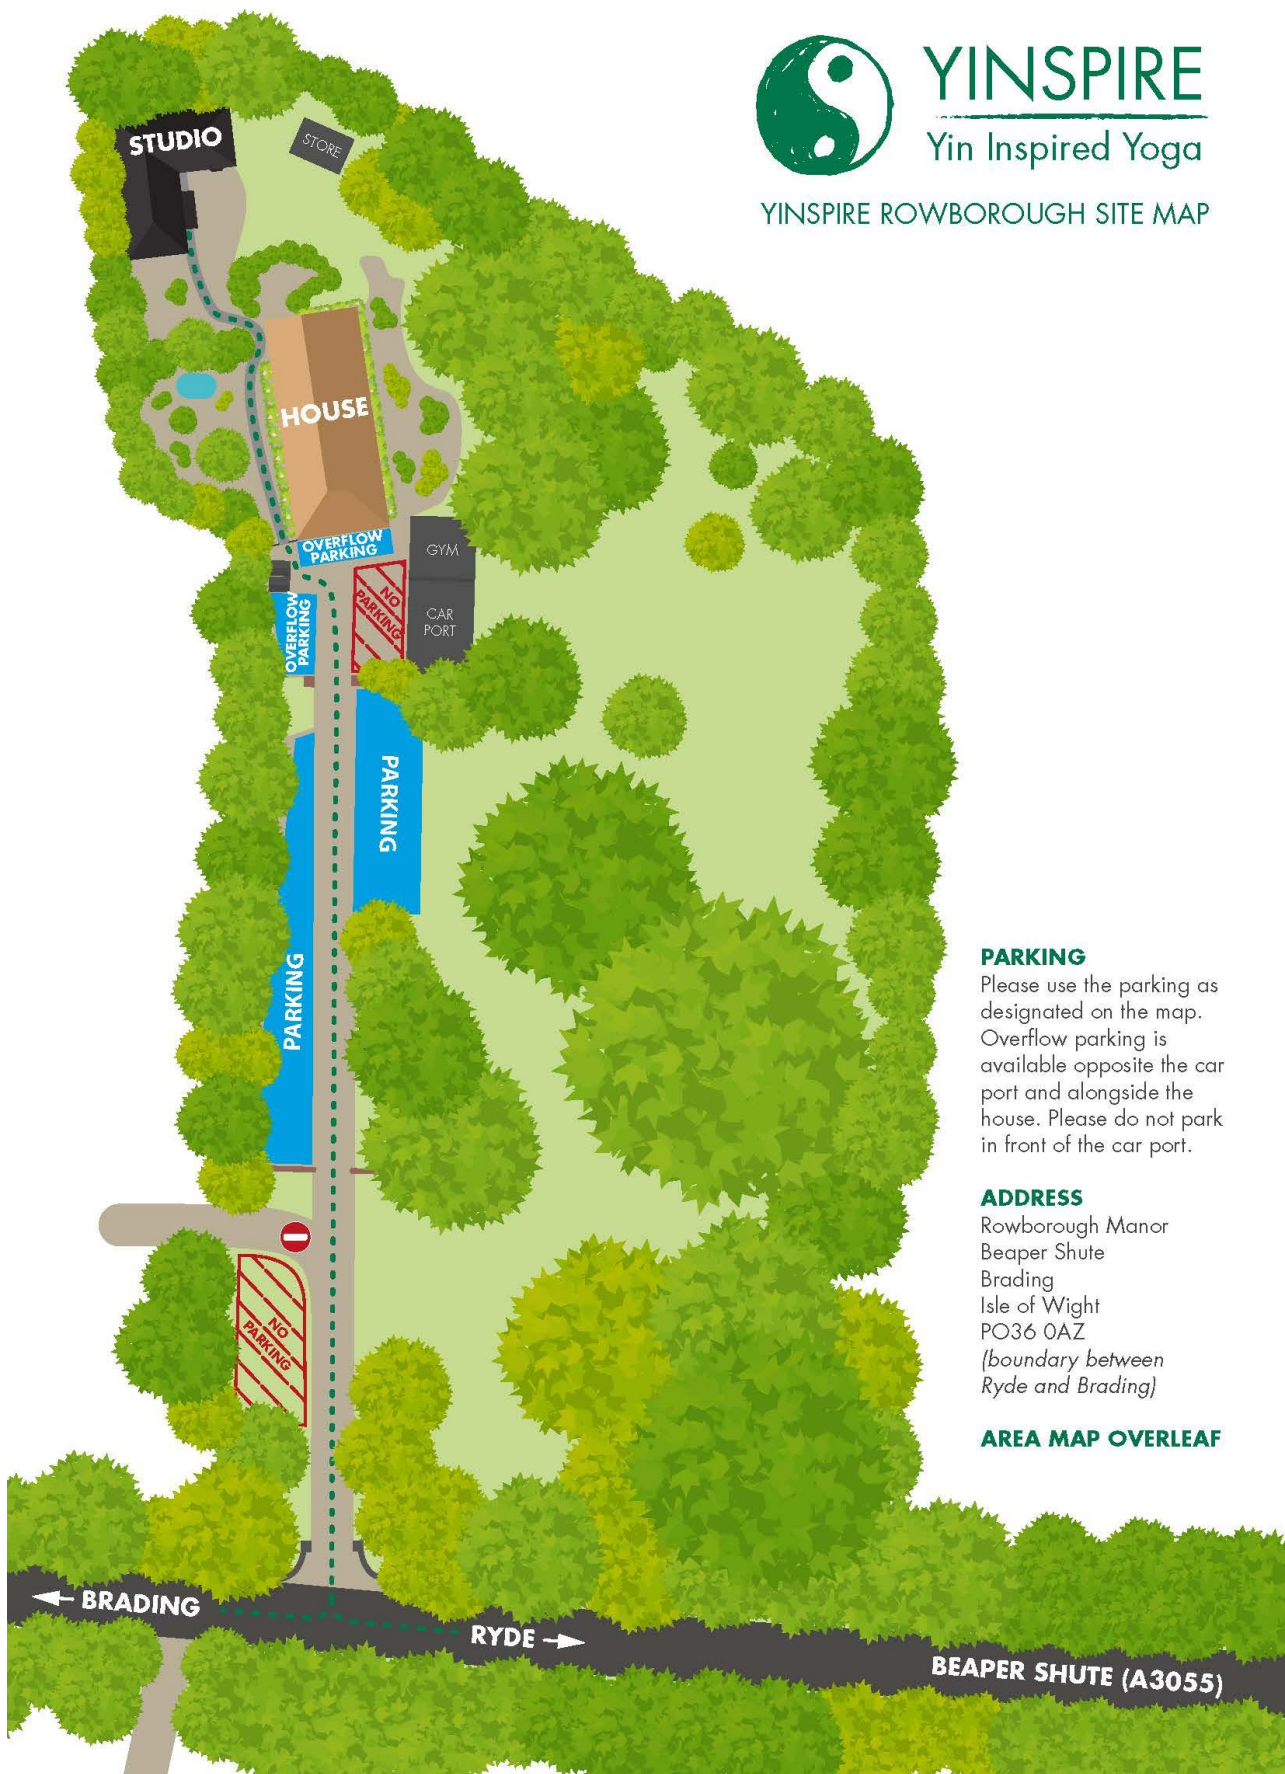 YINSPIRE
Yin Inspired Yoga
YINSPIRE ROWBOROUGH SITE MAP
STUDIO
STORE
HOUSE
OVERFLOW
PARKING
GYM
NO
PARKING
CAR
PORT
OVERFLOW
PARKING
PARKING
PARKING
NO
PARKING
PARKING
Please use the parking as
designated on the map.
Overflow parking is
available opposite the car
port and alongside the
house. Please do not park
in front of the car port.
ADDRESS
Rowborough Manor
Beaper Shute
Brading
Isle of Wight
PO36 0AZ
(boundary between
Ryde and Brading)
AREA MAP OVERLEAF
BRADING
RYDE
BEAPER SHUTE (A3055)